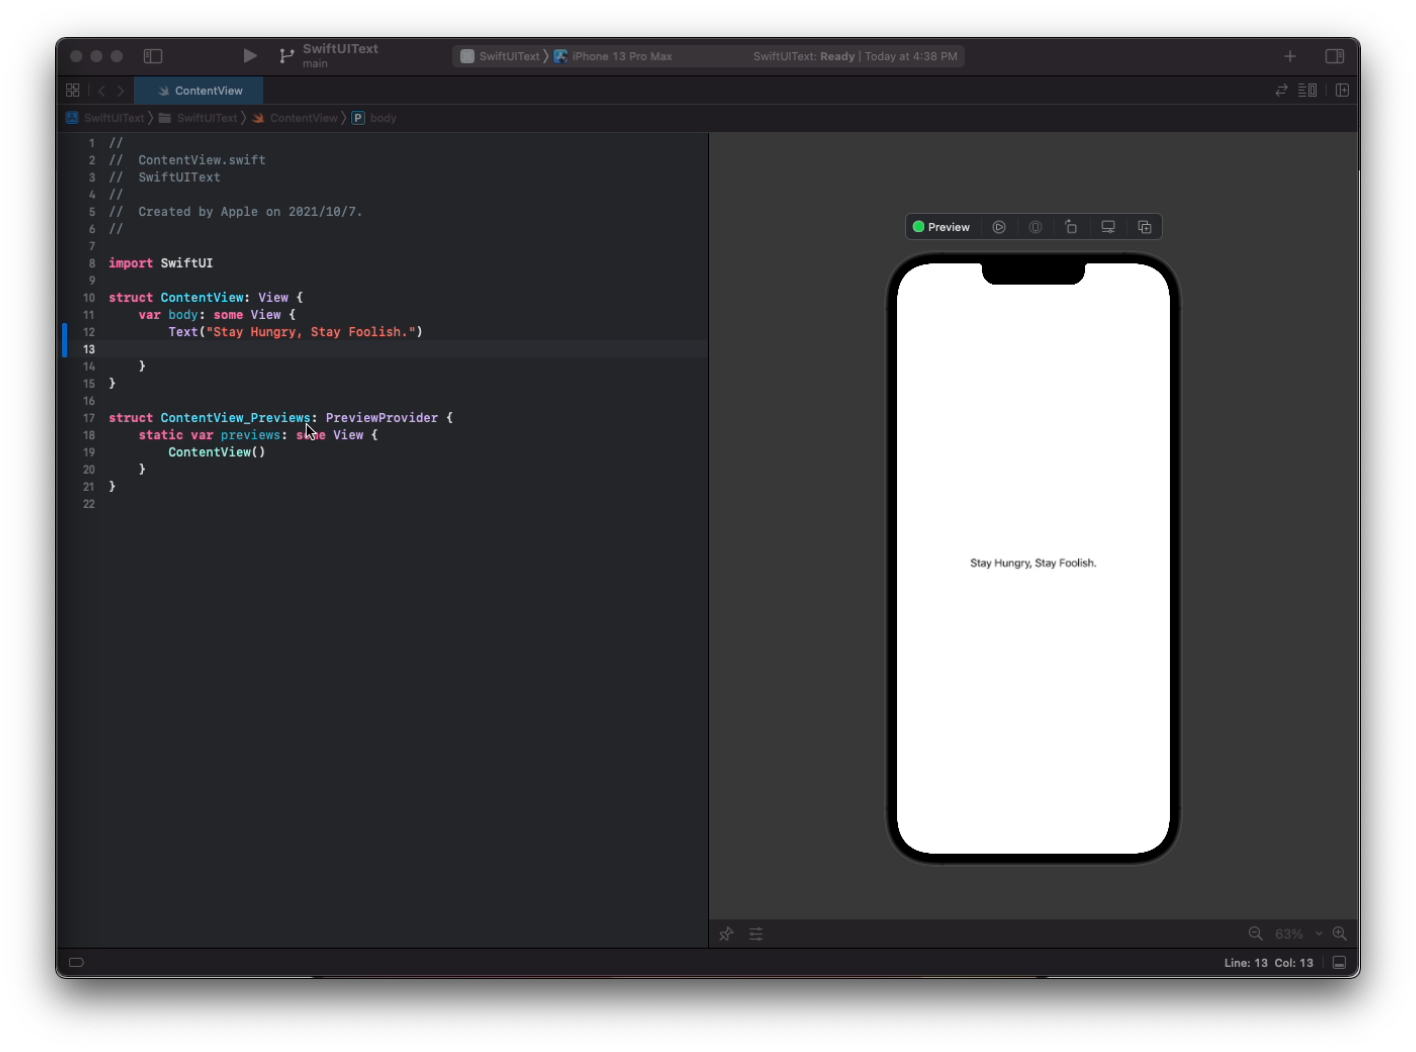 SwiftUIText
main
SwiftUIText 〉 iPhone 13 Pro Max
SwiftUIText: Ready | Today at 4:38 PM
ContentView
SwiftUIText 〉 SwiftUIText 〉 ContentView 〉 P body
1 //
2 //  ContentView.swift
3 //  SwiftUIText
4 //
5 //  Created by Apple on 2021/10/7.
6 //
7
8 import SwiftUI
9
10 struct ContentView: View {
11     var body: some View {
12         Text("Stay Hungry, Stay Foolish.")
13
14     }
15 }
16
17 struct ContentView_Previews: PreviewProvider {
18     static var previews: some View {
19         ContentView()
20     }
21 }
22
Preview
Stay Hungry, Stay Foolish.
63%
Line: 13 Col: 13